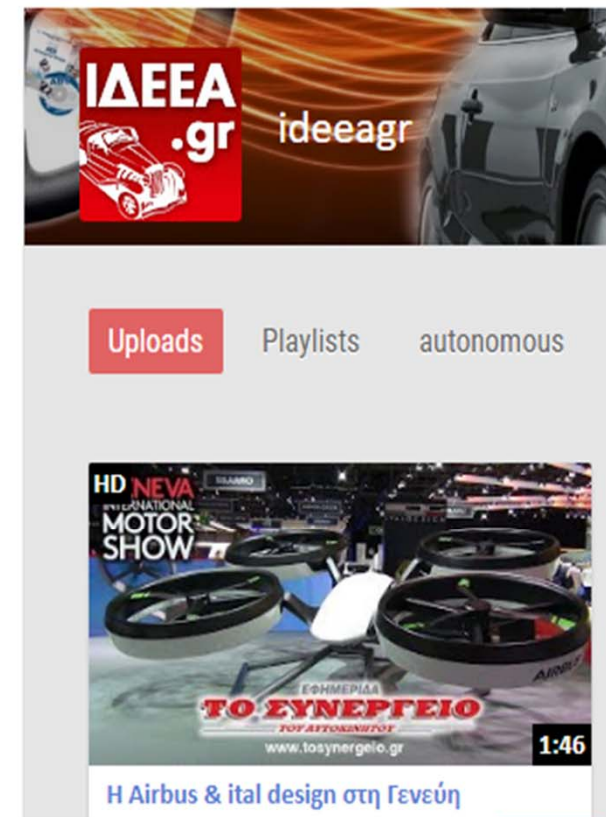 ΙΔΕΕΑ
.gr
ideeagr
Uploads
Playlists
autonomous
HD
NEVA
INTERNATIONAL
MOTOR
SHOW
AIRBUS
ΕΦΗΜΕΡΙΔΑ
ΤΟ ΣΥΝΕΡΓΕΙΟ
ΤΟΥ ΑΥΤΟΚΙΝΗΤΟΥ
www.tosynergeio.gr
1:46
Η Airbus & ital design στη Γενεύη